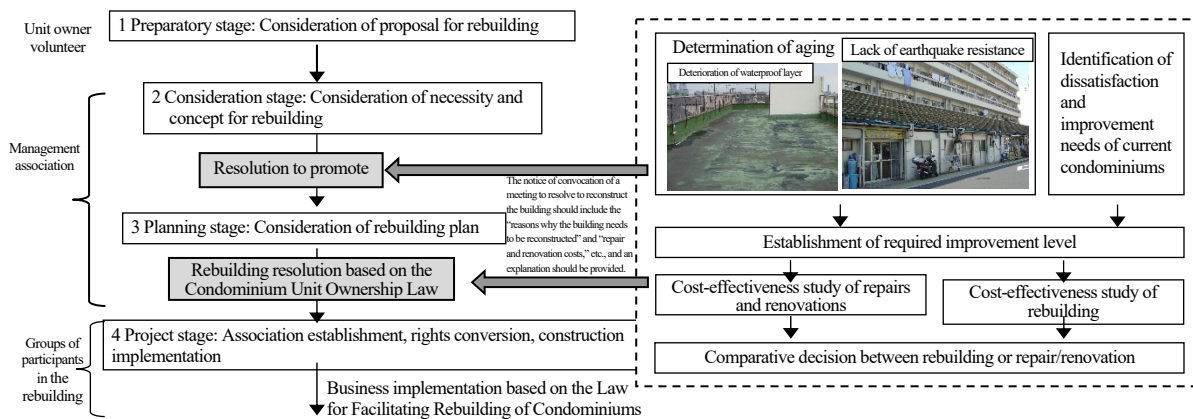 Unit owner
volunteer
1 Preparatory stage: Consideration of proposal for rebuilding
Management
association
2 Consideration stage: Consideration of necessity and
concept for rebuilding
Resolution to promote
3 Planning stage: Consideration of rebuilding plan
Rebuilding resolution based on the
Condominium Unit Ownership Law
The notice of convocation of a
meeting to resolve to reconstruct
the building should include the
“reasons why the building needs
to be reconstructed” and “repair
and renovation costs,” etc., and an
explanation should be provided.
Groups of
participants
in the
rebuilding
4 Project stage: Association establishment, rights conversion, construction
implementation
Business implementation based on the Law
for Facilitating Rebuilding of Condominiums
Determination of aging
Deterioration of waterproof layer
Lack of earthquake resistance
Identification of
dissatisfaction
and
improvement
needs of current
condominiums
Establishment of required improvement level
Cost-effectiveness study of repairs
and renovations
Cost-effectiveness study of
rebuilding
Comparative decision between rebuilding or repair/renovation